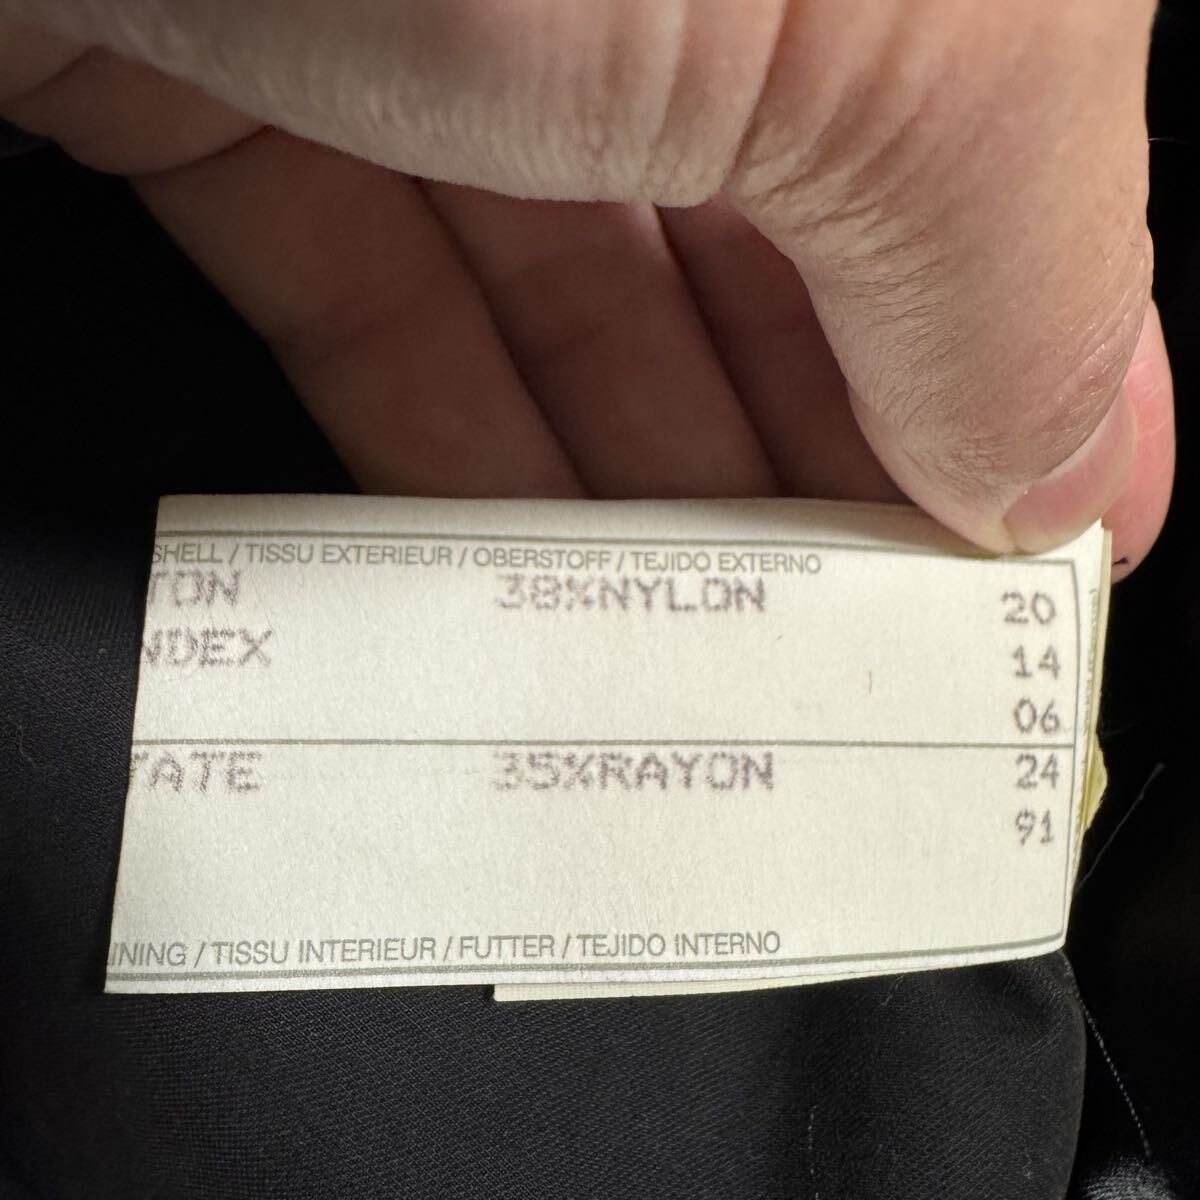 SHELL / TISSU EXTERIEUR / OBERSTOFF / TEJIDO EXTERNO
TON 38%NYLON 20
NDEX 14
06
TATE 35%RAYON 24
91
INING / TISSU INTERIEUR / FUTTER / TEJIDO INTERNO